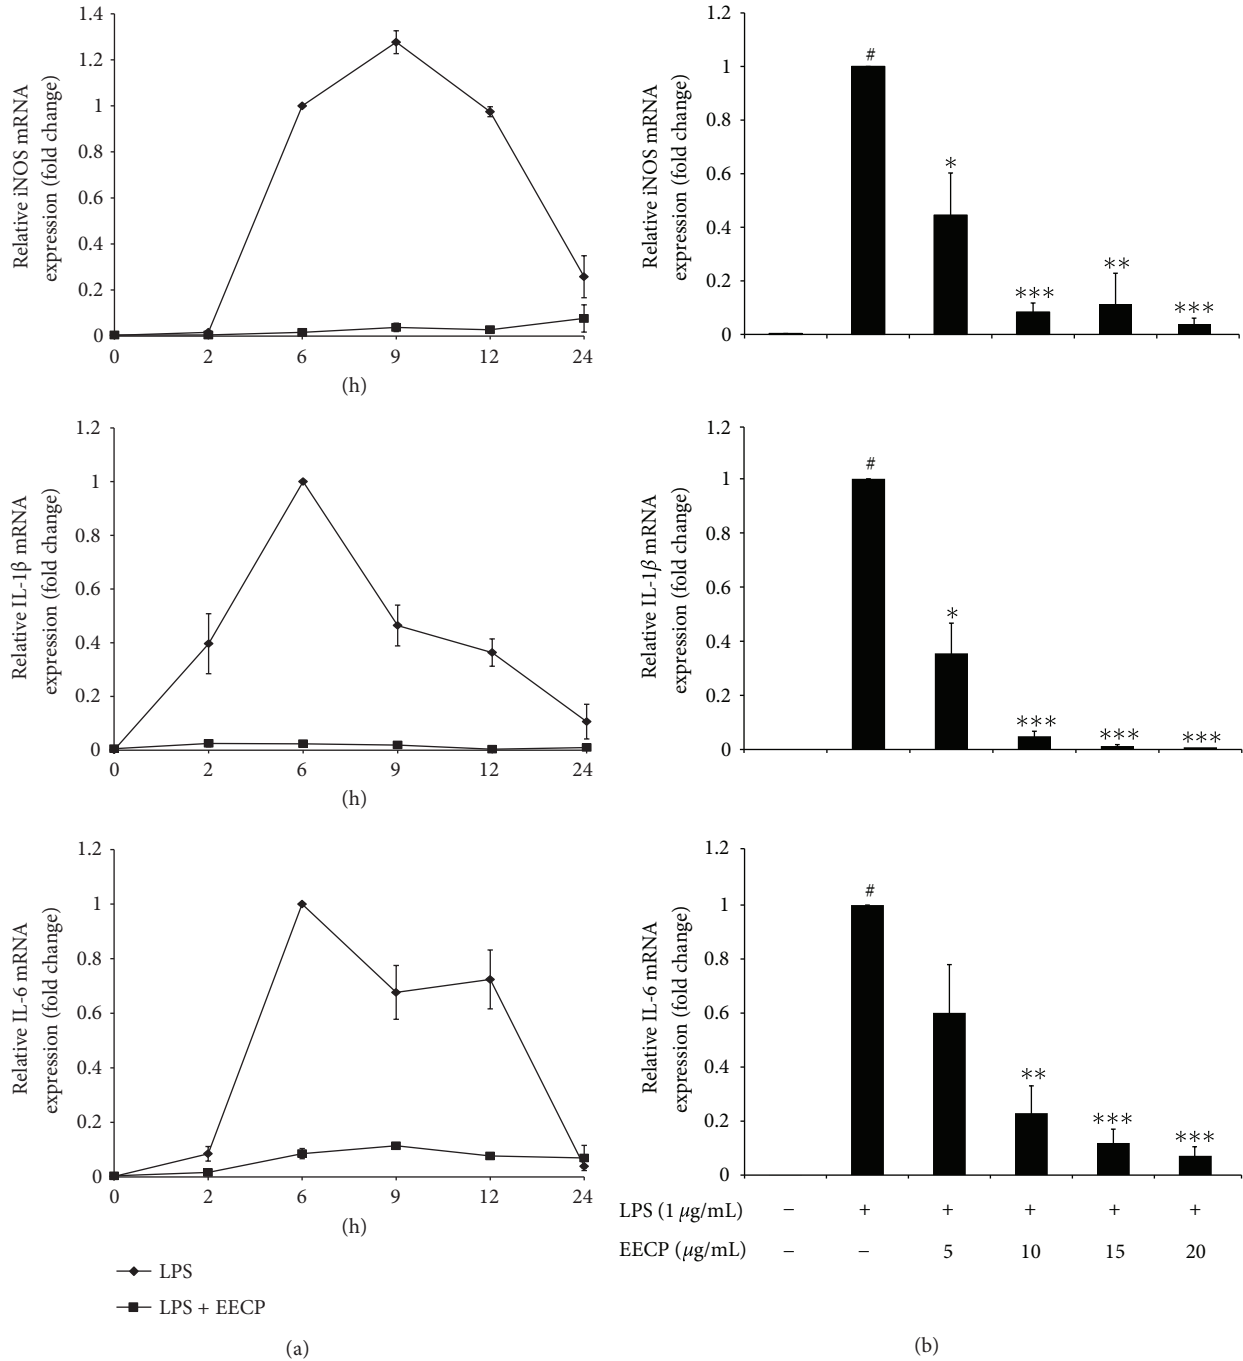 Relative iNOS mRNA
expression (fold change)
1.4
1.2
1
0.8
0.6
0.4
0.2
0
0 2 6 9 12 24
(h)
Relative IL-1β mRNA
expression (fold change)
1.2
1
0.8
0.6
0.4
0.2
0
0 2 6 9 12 24
(h)
Relative IL-6 mRNA
expression (fold change)
1.2
1
0.8
0.6
0.4
0.2
0
0 2 6 9 12 24
(h)
LPS
LPS + EECP
(a)
Relative iNOS mRNA
expression (fold change)
1.2
1
0.8
0.6
0.4
0.2
0
# * *** ** ***
Relative IL-1β mRNA
expression (fold change)
1.2
1
0.8
0.6
0.4
0.2
0
# * *** *** ***
Relative IL-6 mRNA
expression (fold change)
1.2
1
0.8
0.6
0.4
0.2
0
# ** *** ***
LPS (1 μg/mL) − + + + + +
EECP (μg/mL) − − 5 10 15 20
(b)